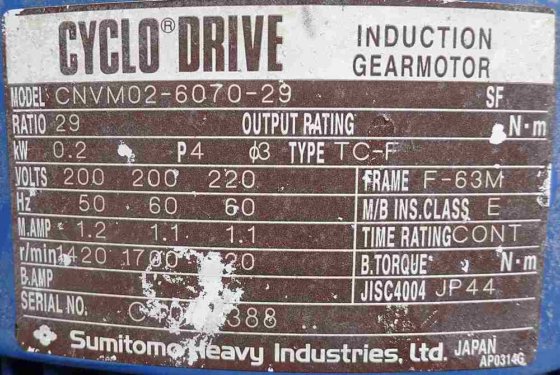 CYCLO® DRIVE INDUCTION GEARMOTOR
MODEL CNVM02-6070-29 SF
RATIO 29 OUTPUT RATING N·m
kW 0.2 P4 ϕ3 TYPE TC-F
VOLTS 200 200 220 FRAME F-63M
Hz 50 60 60 M/B INS.CLASS E
M.AMP 1.2 1.1 1.1 TIME RATING CONT
r/min 1420 1700 B.TORQUE N·m
B.AMP JISC4004 JP44
SERIAL NO.
Sumitomo Heavy Industries, Ltd. JAPAN
AP0314G